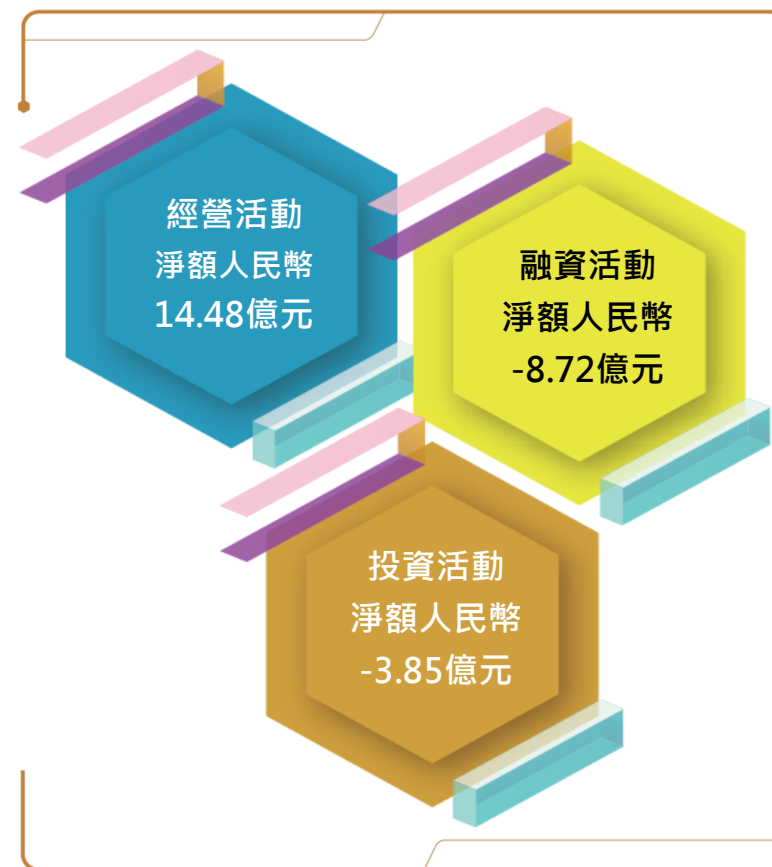 經營活動
淨額人民幣
14.48億元
融資活動
淨額人民幣
-8.72億元
投資活動
淨額人民幣
-3.85億元